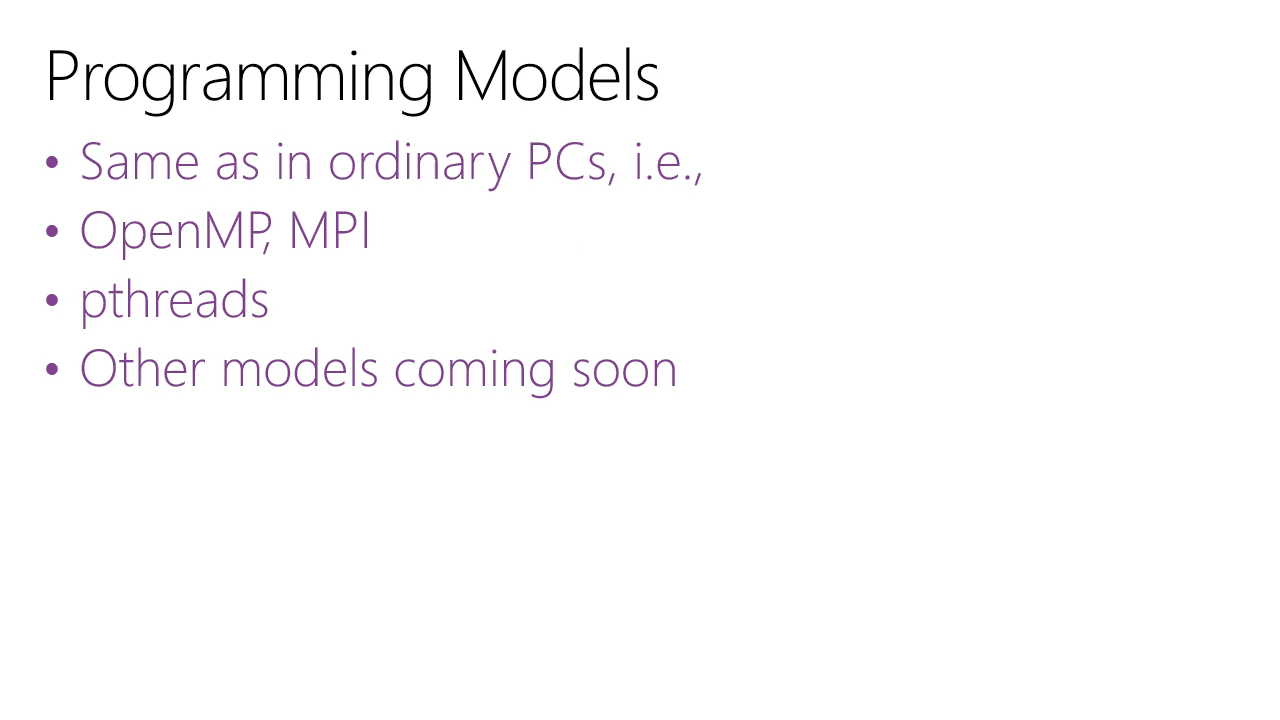 Programming Models
• Same as in ordinary PCs, i.e.,
• OpenMP, MPI
• pthreads
• Other models coming soon